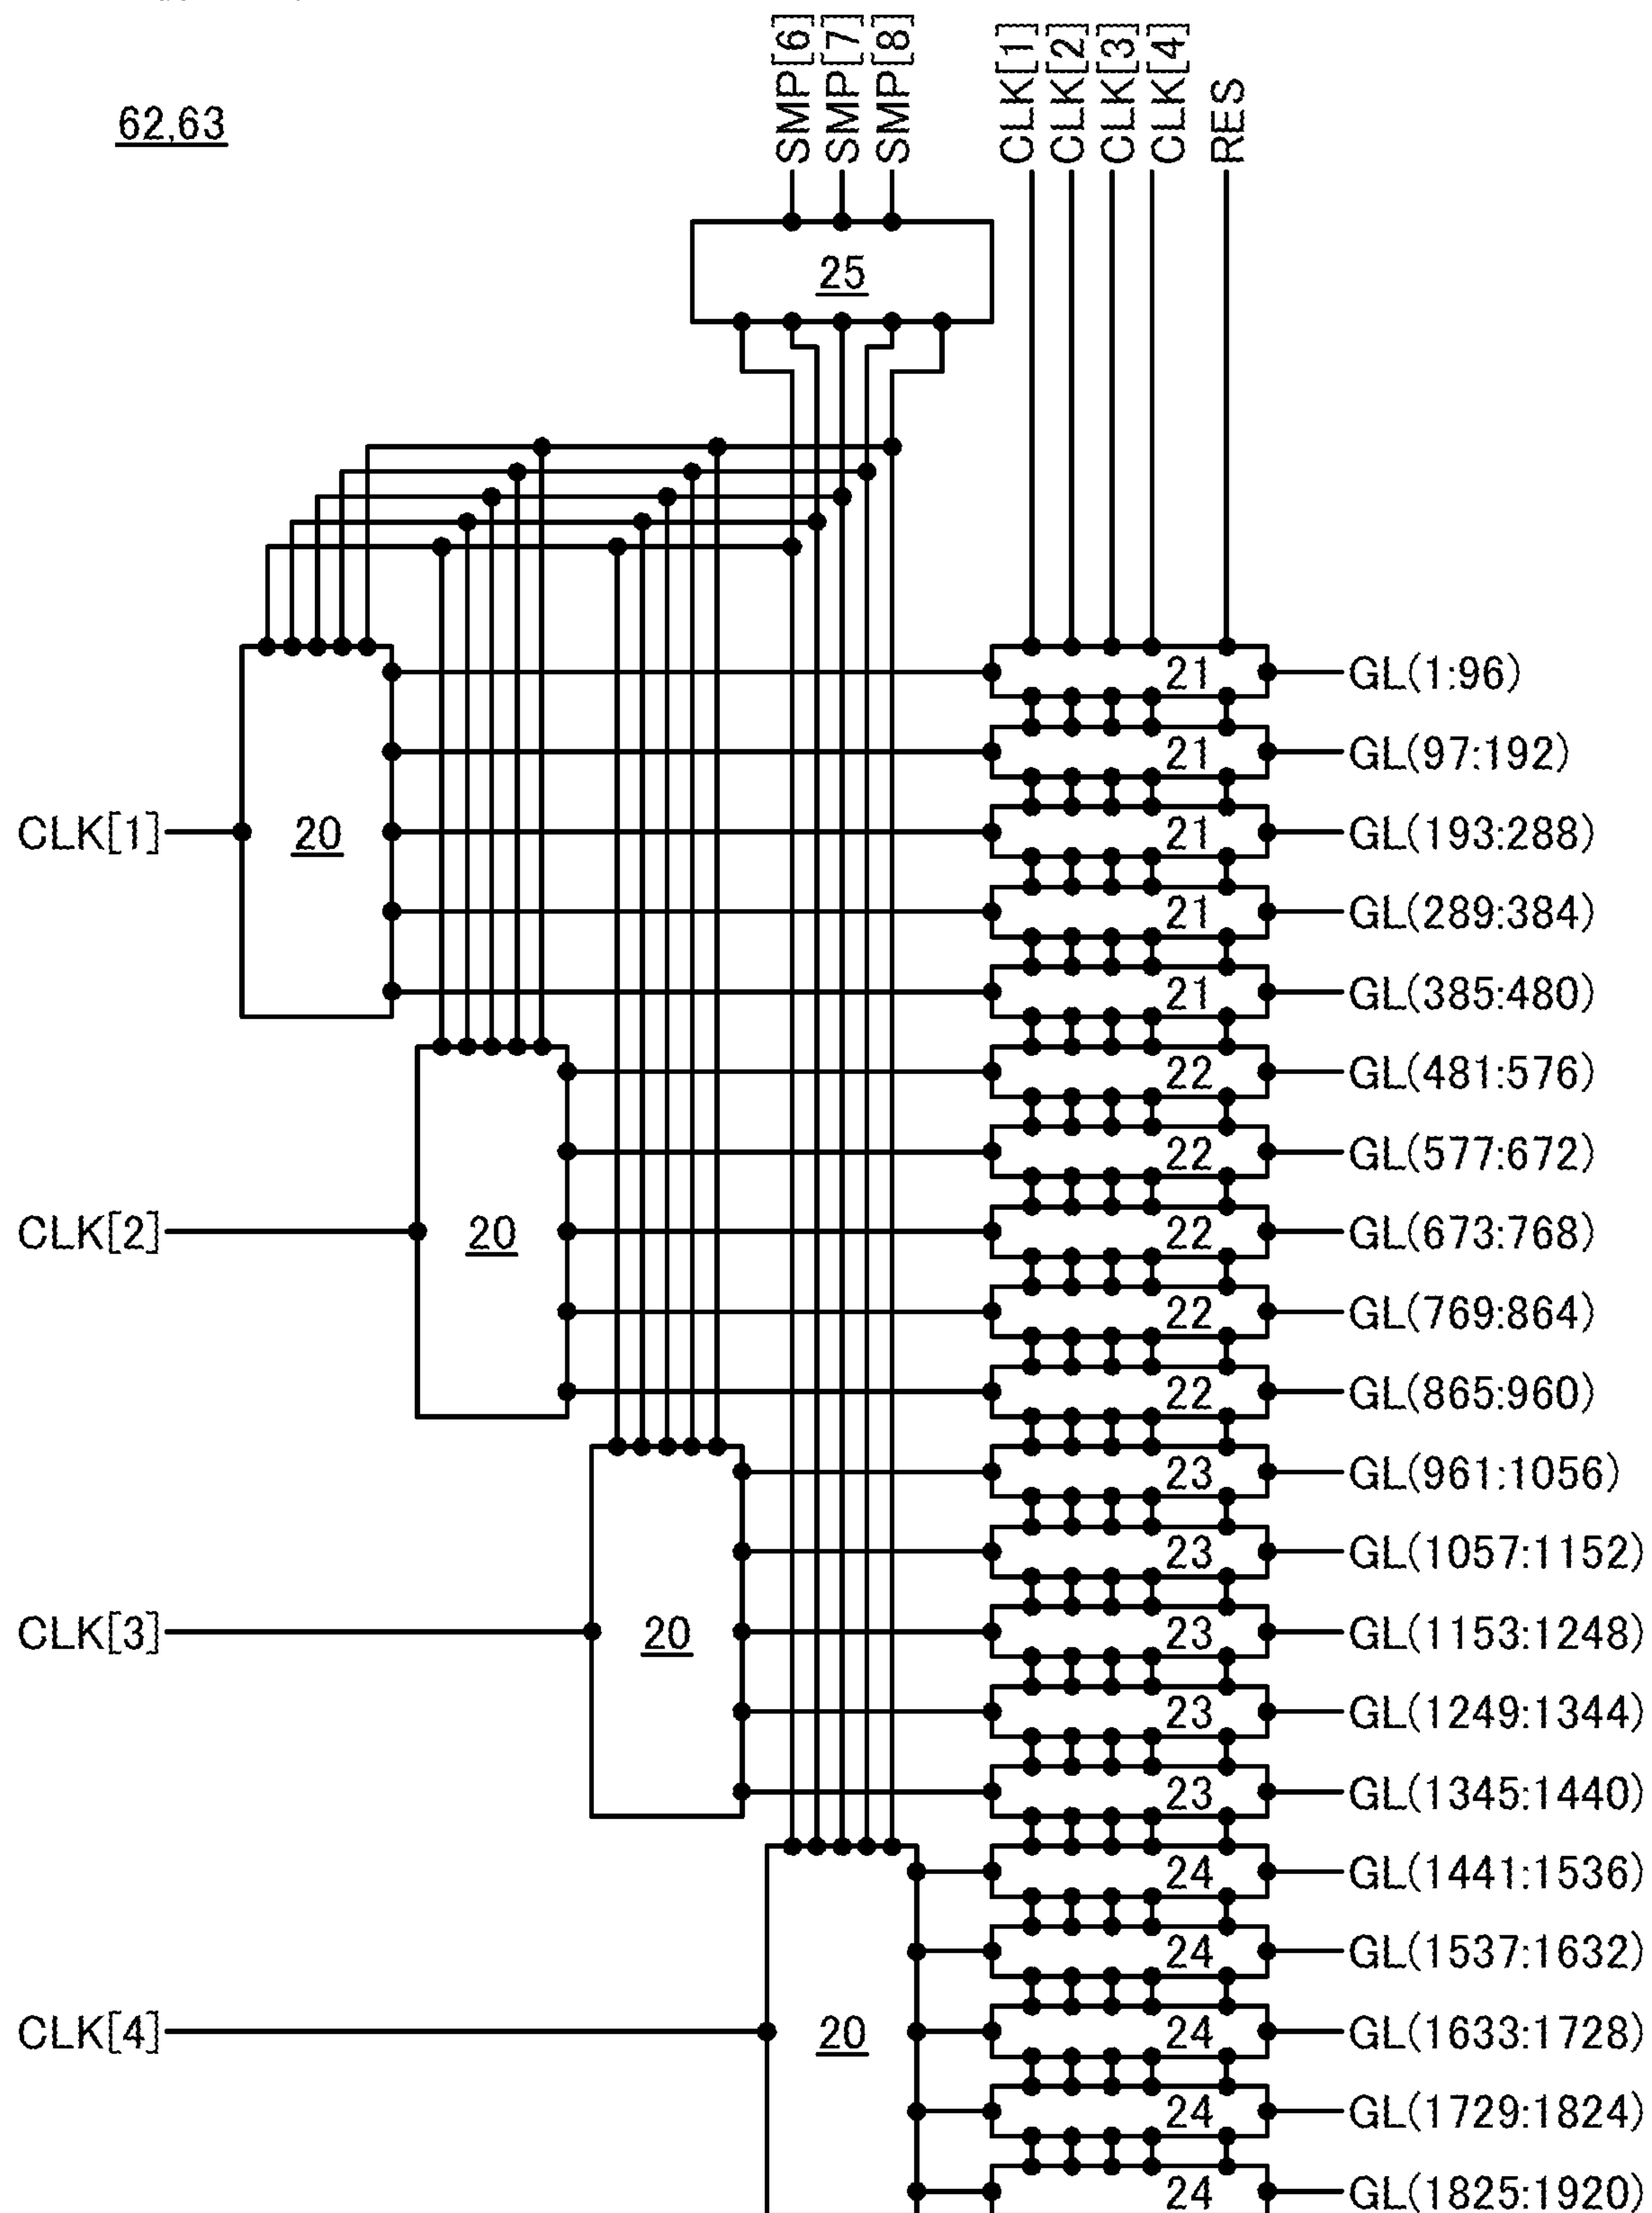 62,63
SMP[6]
SMP[7]
SMP[8]
CLK[1]
CLK[2]
CLK[3]
CLK[4]
RES
25
21 GL(1:96)
21 GL(97:192)
CLK[1] 20 21 GL(193:288)
21 GL(289:384)
21 GL(385:480)
22 GL(481:576)
22 GL(577:672)
CLK[2] 20 22 GL(673:768)
22 GL(769:864)
22 GL(865:960)
23 GL(961:1056)
23 GL(1057:1152)
CLK[3] 20 23 GL(1153:1248)
23 GL(1249:1344)
23 GL(1345:1440)
24 GL(1441:1536)
24 GL(1537:1632)
CLK[4] 20 24 GL(1633:1728)
24 GL(1729:1824)
24 GL(1825:1920)